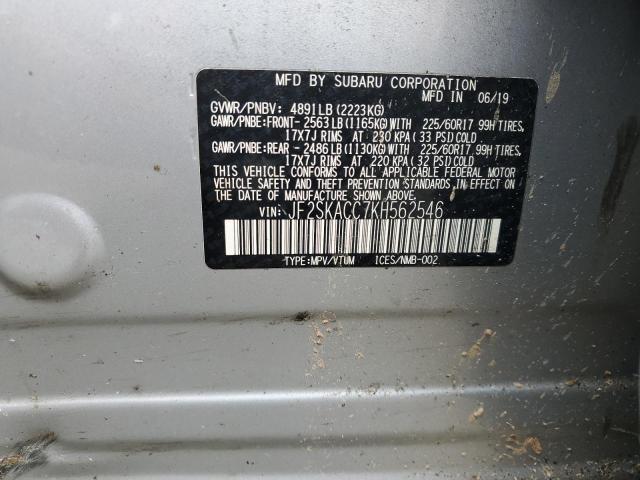 MFD BY SUBARU CORPORATION
MFD IN 06/19
GVWR/PNBV: 4891LB (2223KG)
GAWR/PNBE:FRONT- 2563LB (1165KG) WITH 225/60R17 99H TIRES,
17X7J RIMS AT 230 KPA (33 PSI) COLD
GAWR/PNBE:REAR - 2486LB (1130KG) WITH 225/60R17 99H TIRES,
17X7J RIMS AT 220 KPA (32 PSI) COLD
THIS VEHICLE CONFORMS TO ALL APPLICABLE FEDERAL MOTOR
VEHICLE SAFETY AND THEFT PREVENTION STANDARDS IN EFFECT ON
THE DATE OF MANUFACTURE SHOWN ABOVE.
VIN: JF2SKACC7KH562546
TYPE:MPV/VTUM ICES/NMB-002